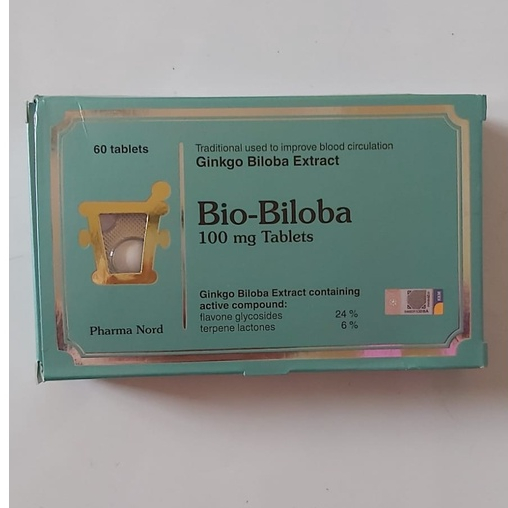 60 tablets
Traditional used to improve blood circulation
Ginkgo Biloba Extract
Bio-Biloba
100 mg Tablets
Ginkgo Biloba Extract containing
active compound:
flavone glycosides 24 %
terpene lactones 6 %
Pharma Nord